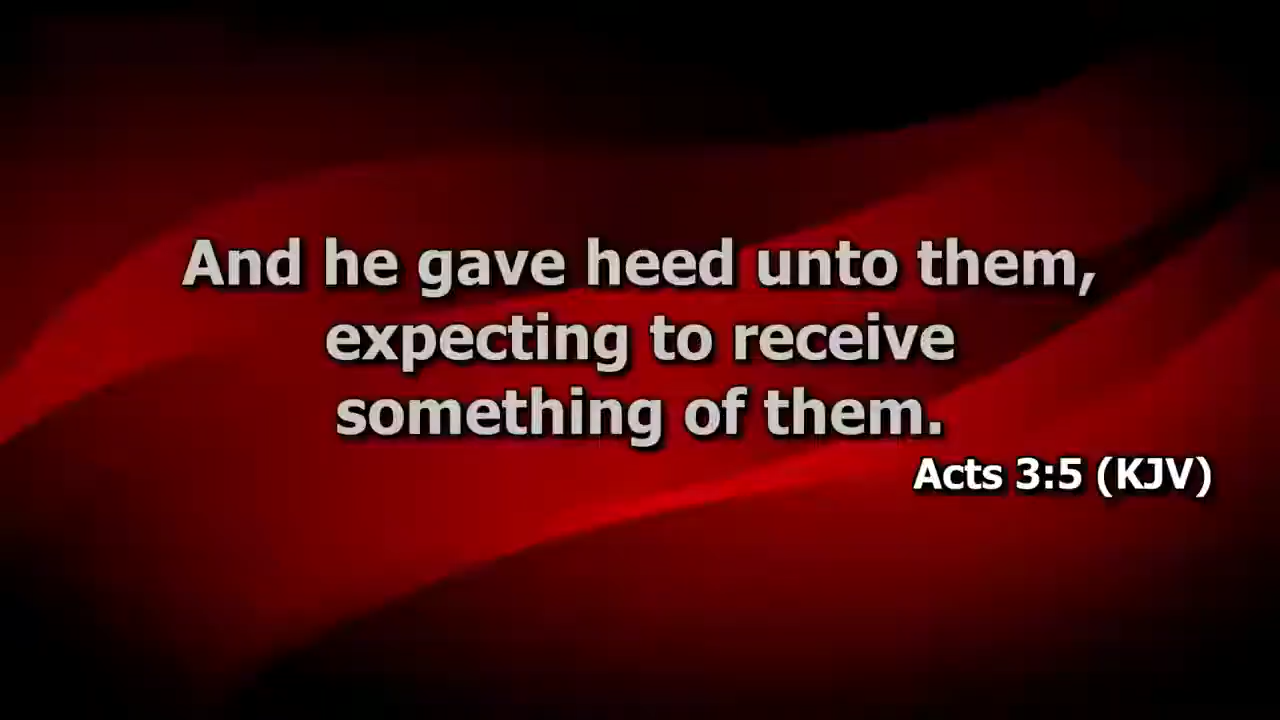 And he gave heed unto them,
expecting to receive
something of them.
Acts 3:5 (KJV)